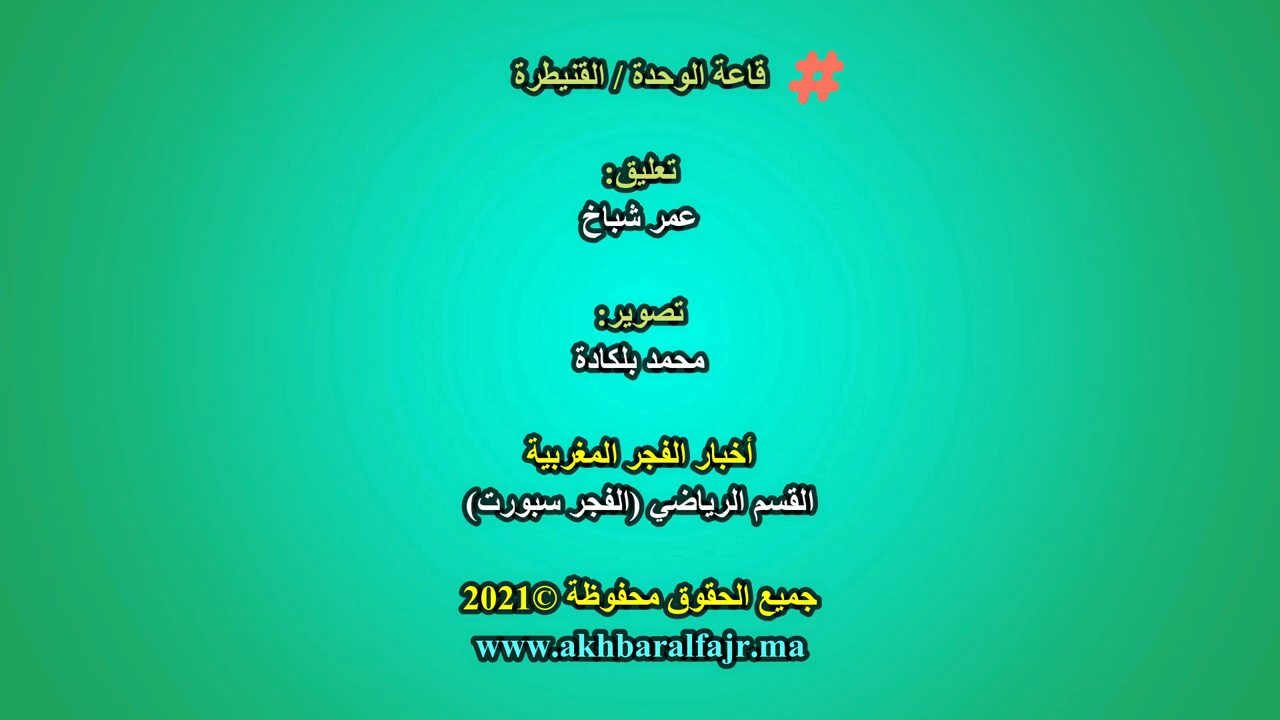 # قاعة الوحدة / القنيطرة
تعليق:
عمر شباخ
تصوير:
محمد بلكادة
أخبار الفجر المغربية
القسم الرياضي (الفجر سبورت)
جميع الحقوق محفوظة ©2021
www.akhbaralfajr.ma